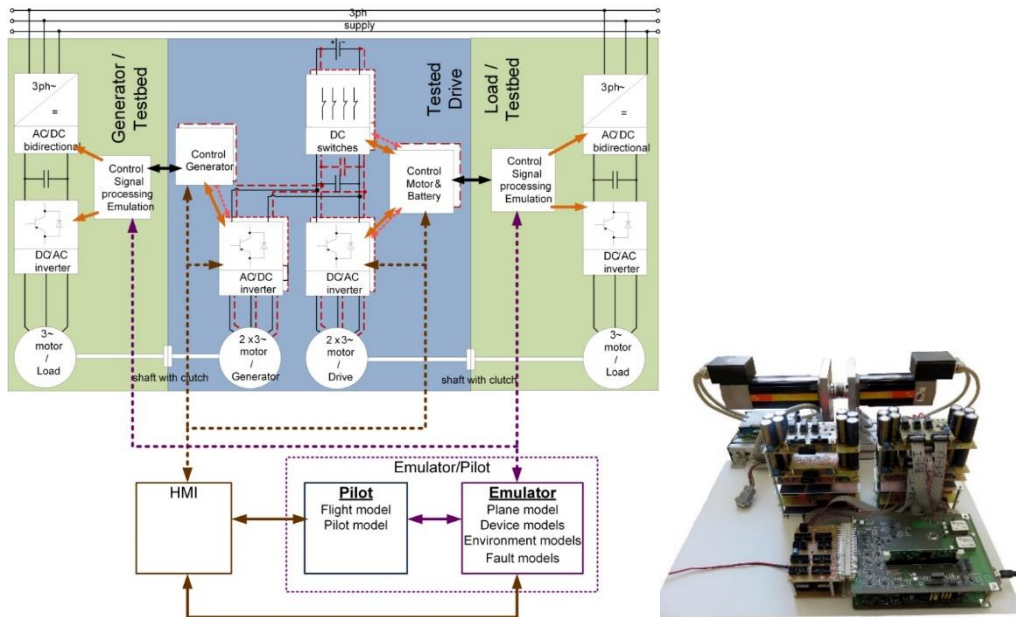 3ph
supply
3ph~
=
AC/DC
bidirectional
Control
Signal
processing
Emulation
DC/AC
inverter
3~
motor
/
Load
Generator /
Testbed
shaft with clutch
Control
Generator
AC/DC
inverter
2 x3~
motor
/
Generator
+ −
DC
switches
Control
Motor&
Battery
DC/AC
inverter
2 x3~
motor
/
Drive
Tested
Drive
Load /
Testbed
shaft with clutch
Control
Signal
processing
Emulation
3ph~
=
AC/DC
bidirectional
DC/AC
inverter
3~
motor
/
Load
Emulator/Pilot
HMI
Pilot
Flight model
Pilot model
Emulator
Plane model
Device models
Environment models
Fault models